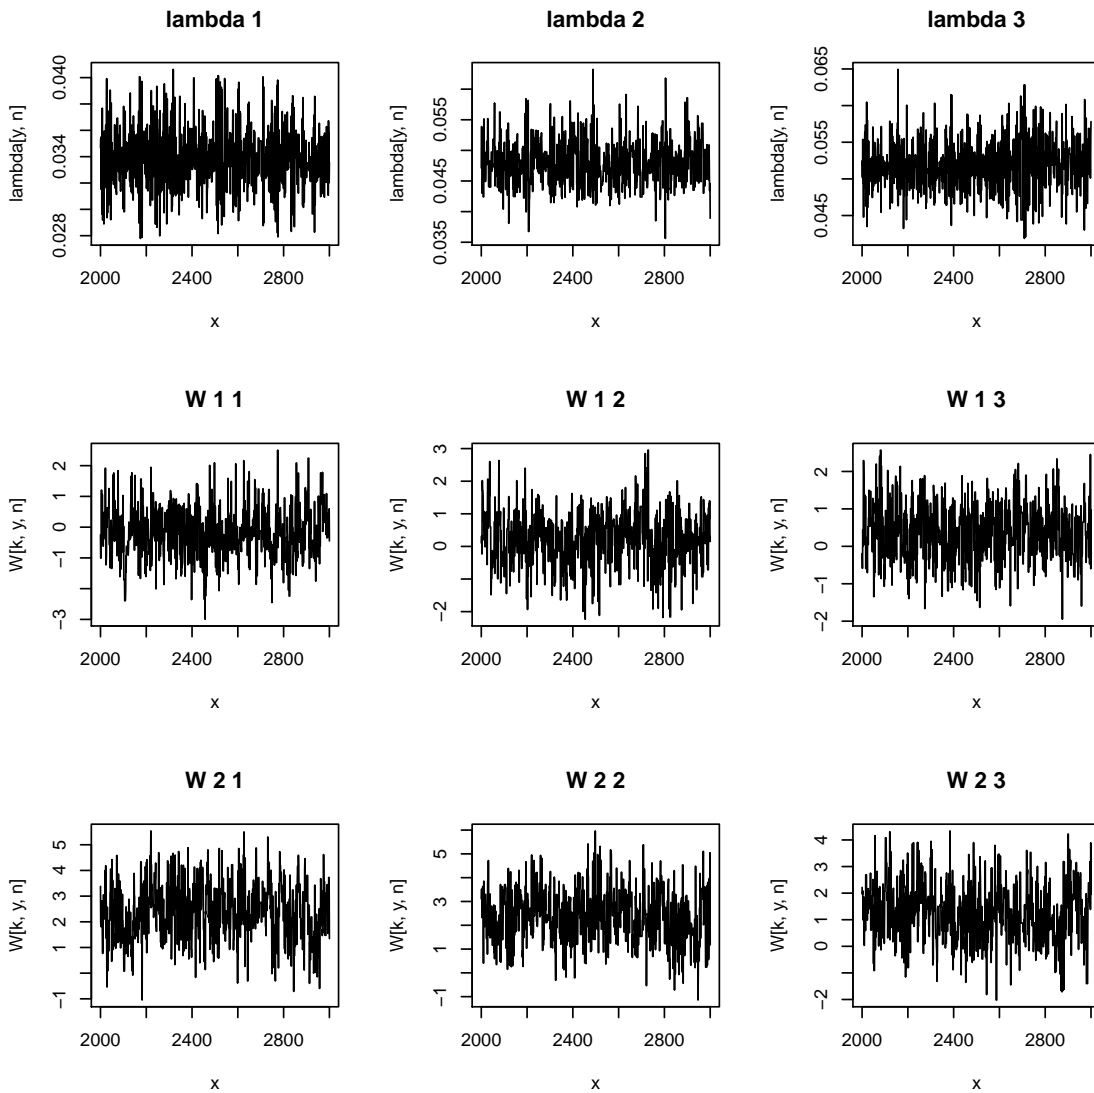 lambda 1
lambda[y, n]
0.028 0.034 0.040
2000 2400 2800
x
lambda 2
lambda[y, n]
0.035 0.045 0.055
2000 2400 2800
x
lambda 3
lambda[y, n]
0.045 0.055 0.065
2000 2400 2800
x
W 1 1
W[k, y, n]
−3 −1 0 1 2
2000 2400 2800
x
W 1 2
W[k, y, n]
−2 0 1 2 3
2000 2400 2800
x
W 1 3
W[k, y, n]
−2 −1 0 1 2
2000 2400 2800
x
W 2 1
W[k, y, n]
−1 1 2 3 4 5
2000 2400 2800
x
W 2 2
W[k, y, n]
−1 1 3 5
2000 2400 2800
x
W 2 3
W[k, y, n]
−2 0 1 2 3 4
2000 2400 2800
x